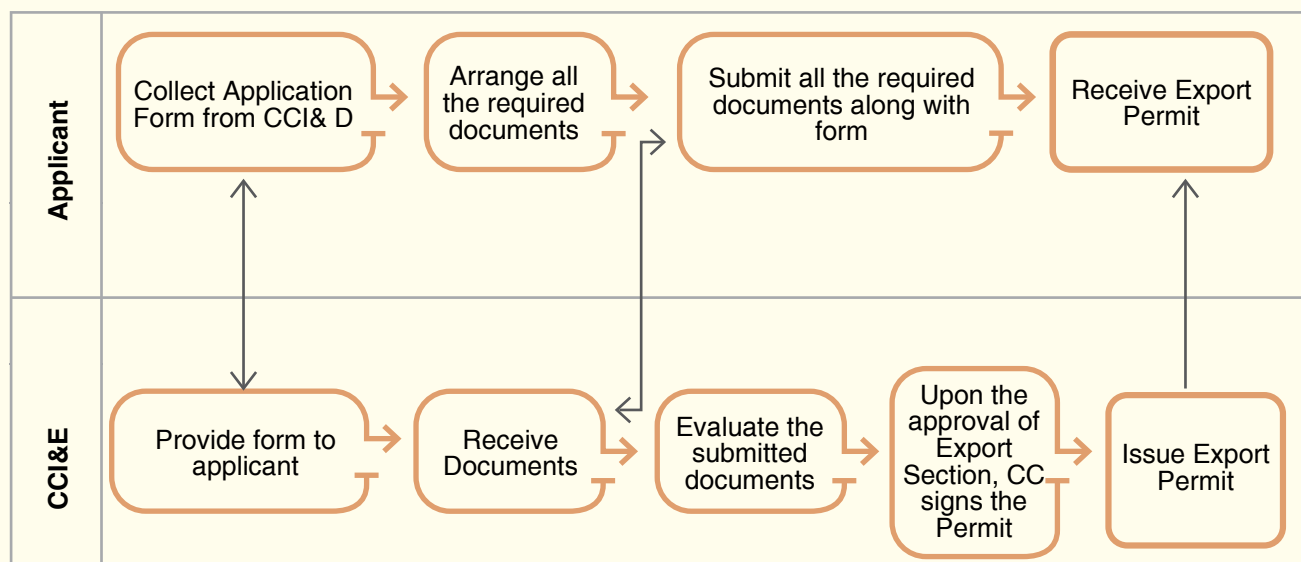 Applicant
Collect Application
Form from CCI& D
Arrange all
the required
documents
Submit all the required
documents along with
form
Receive Export
Permit
CCI&E
Provide form to
applicant
Receive
Documents
Evaluate the
submitted
documents
Upon the
approval of
Export
Section, CC
signs the
Permit
Issue Export
Permit